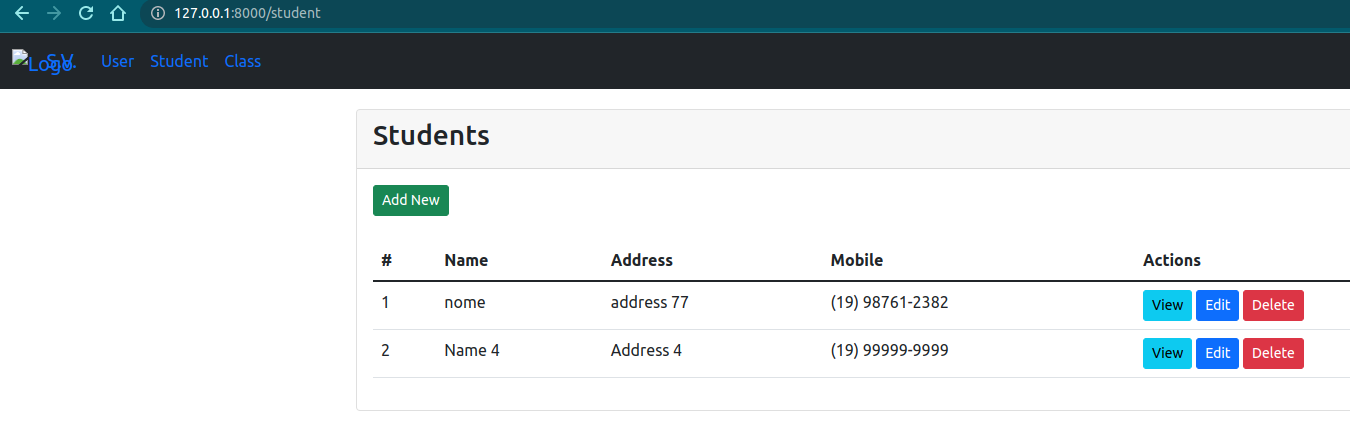 127.0.0.1:8000/student
Logo S.V. User Student Class
Students
Add New
# Name Address Mobile Actions
1 nome address 77 (19) 98761-2382 View Edit Delete
2 Name 4 Address 4 (19) 99999-9999 View Edit Delete